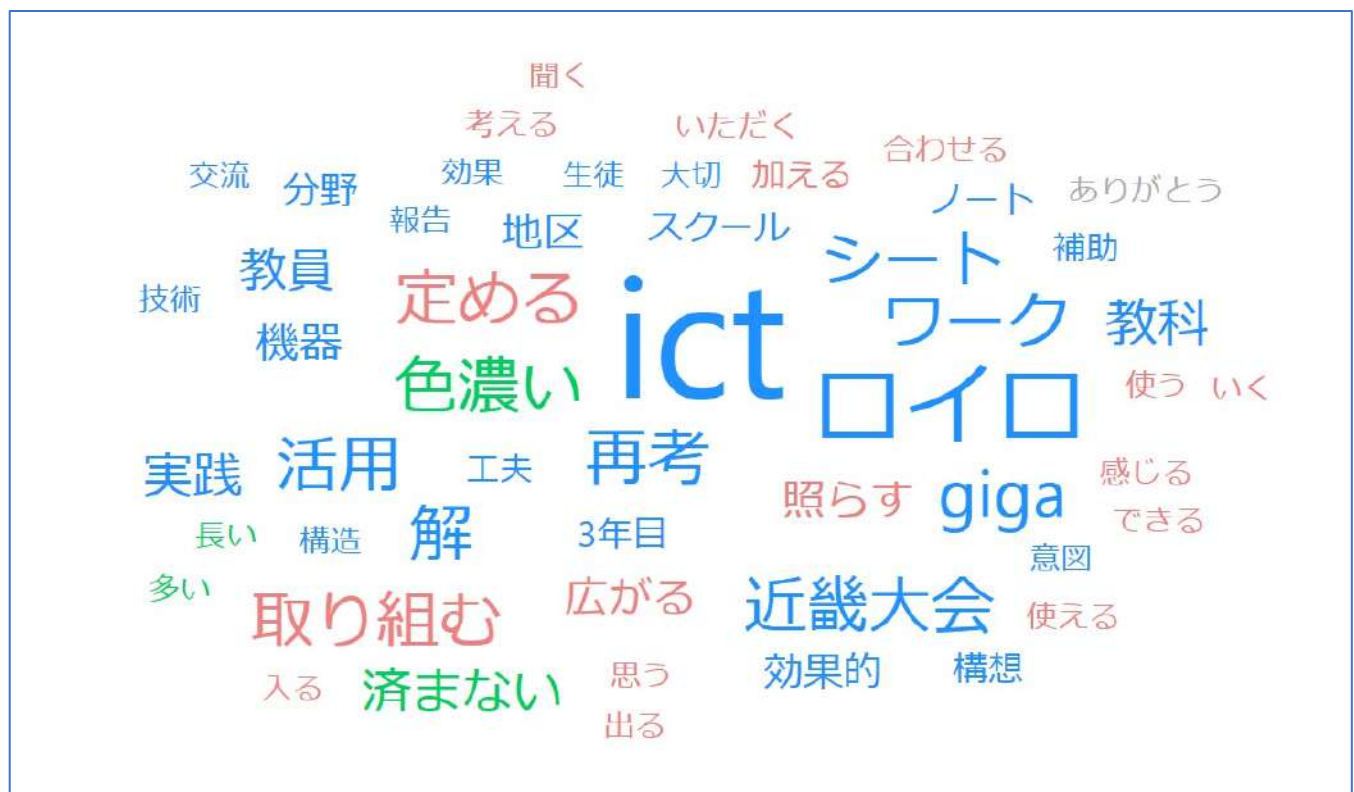 聞く
考える いただく
合わせる
交流 分野 効果 生徒 大切 加える ノート ありがとう
報告 地区 スクール シート 補助
教員 定める ict ワーク 教科
技術 機器
色濃い ロイロ 使う いく
実践 活用 工夫 再考 照らす giga 感じる
長い 構造 解 3年目 できる
多い 意図
取り組む 広がる 近畿大会 使える
入る 済まない 思う 効果的 構想
出る